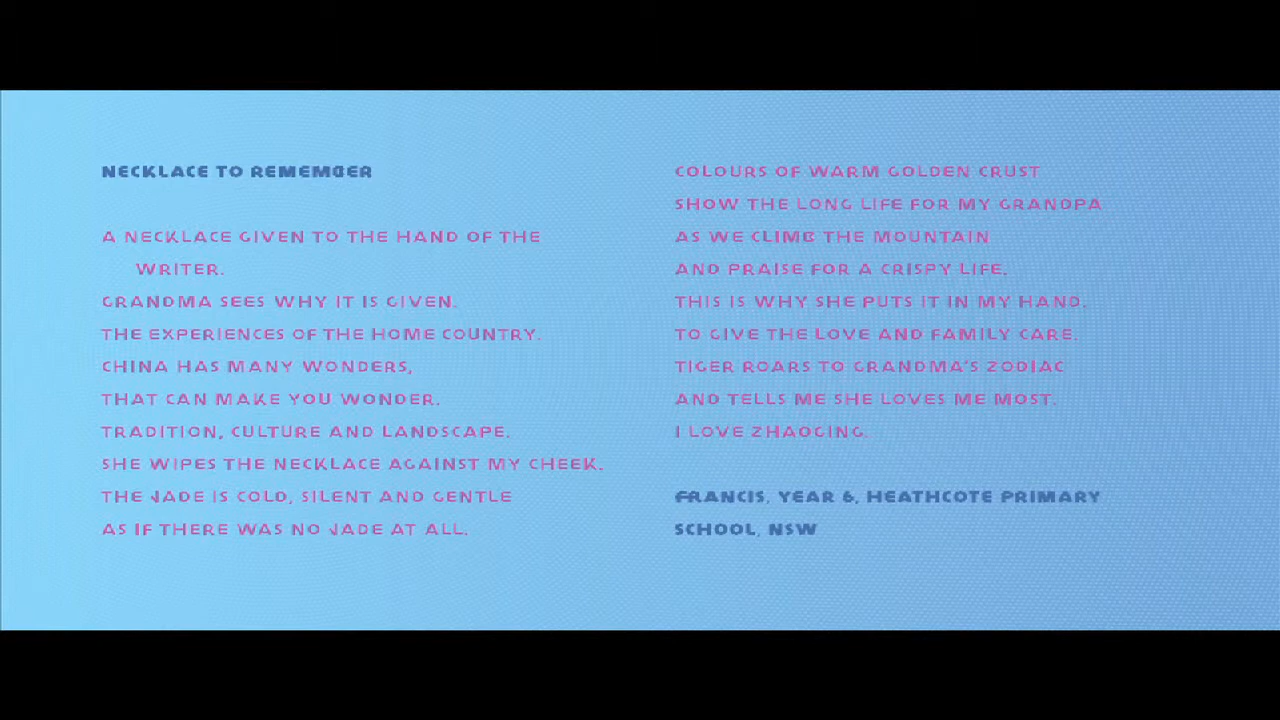 NECKLACE TO REMEMBER
A NECKLACE GIVEN TO THE HAND OF THE
WRITER.
GRANDMA SEES WHY IT IS GIVEN.
THE EXPERIENCES OF THE HOME COUNTRY.
CHINA HAS MANY WONDERS,
THAT CAN MAKE YOU WONDER.
TRADITION, CULTURE AND LANDSCAPE.
SHE WIPES THE NECKLACE AGAINST MY CHEEK.
THE JADE IS COLD, SILENT AND GENTLE
AS IF THERE WAS NO JADE AT ALL.
COLOURS OF WARM GOLDEN CRUST
SHOW THE LONG LIFE FOR MY GRANDPA
AS WE CLIMB THE MOUNTAIN
AND PRAISE FOR A CRISPY LIFE.
THIS IS WHY SHE PUTS IT IN MY HAND.
TO GIVE THE LOVE AND FAMILY CARE.
TIGER ROARS TO GRANDMA'S ZODIAC
AND TELLS ME SHE LOVES ME MOST.
I LOVE ZHAOGING.
FRANCIS, YEAR 6, HEATHCOTE PRIMARY
SCHOOL, NSW